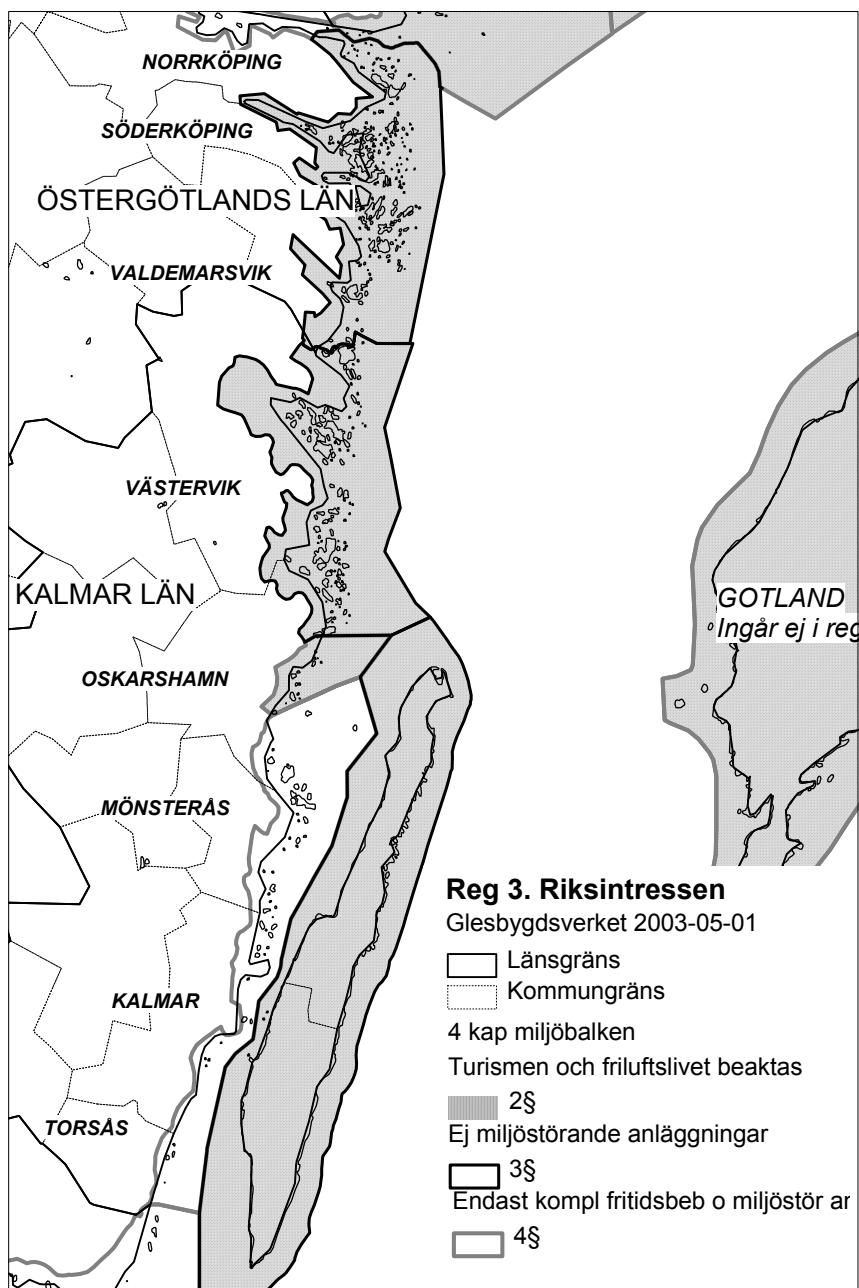 NORRKÖPING
SÖDERKÖPING
ÖSTERGÖTLANDS LÄN
VALDEMARSVIK
VÄSTERVIK
KALMAR LÄN
GOTLAND
Ingår ej i reg
OSKARSHAMN
MÖNSTERÅS
KALMAR
TORSÅS
Reg 3. Riksintressen
Glesbygdsverket 2003-05-01
Länsgräns
Kommungräns
4 kap miljöbalken
Turismen och friluftslivet beaktas
2§
Ej miljöstörande anläggningar
3§
Endast kompl fritidsbeb o miljöstör an
4§